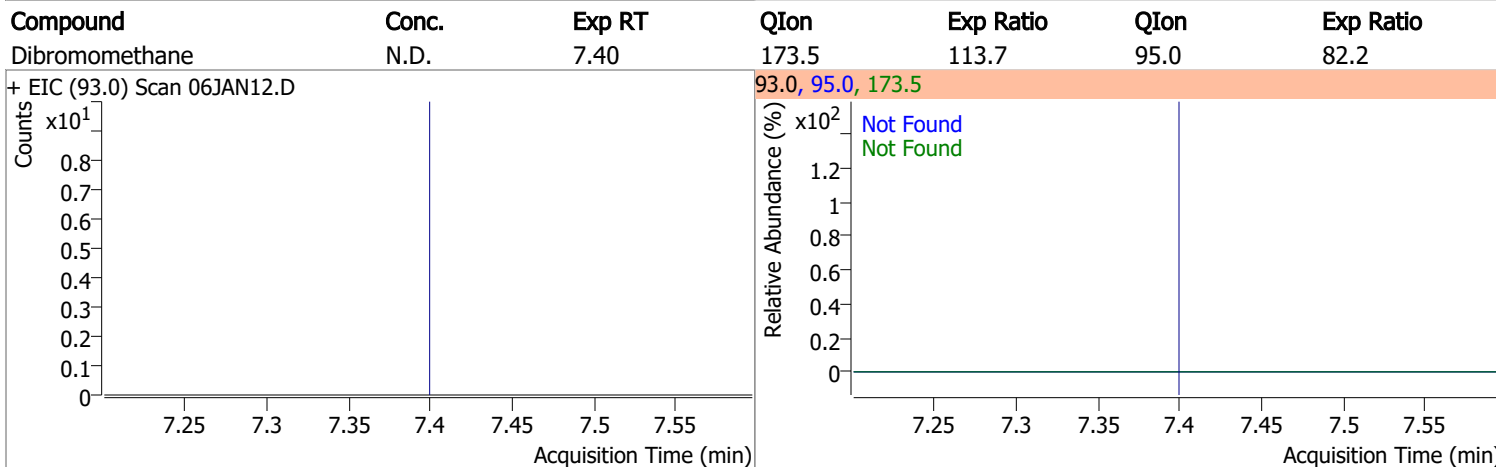 Compound Conc. Exp RT QIon Exp Ratio QIon Exp Ratio
Dibromomethane N.D. 7.40 173.5 113.7 95.0 82.2
+ EIC (93.0) Scan 06JAN12.D
Counts
x10¹
0.8
0.7
0.6
0.5
0.4
0.3
0.2
0.1
0
7.25 7.3 7.35 7.4 7.45 7.5 7.55
Acquisition Time (min)
93.0, 95.0, 173.5
Relative Abundance (%)
x10²
Not Found
Not Found
1.2
1
0.8
0.6
0.4
0.2
0
7.25 7.3 7.35 7.4 7.45 7.5 7.55
Acquisition Time (min)